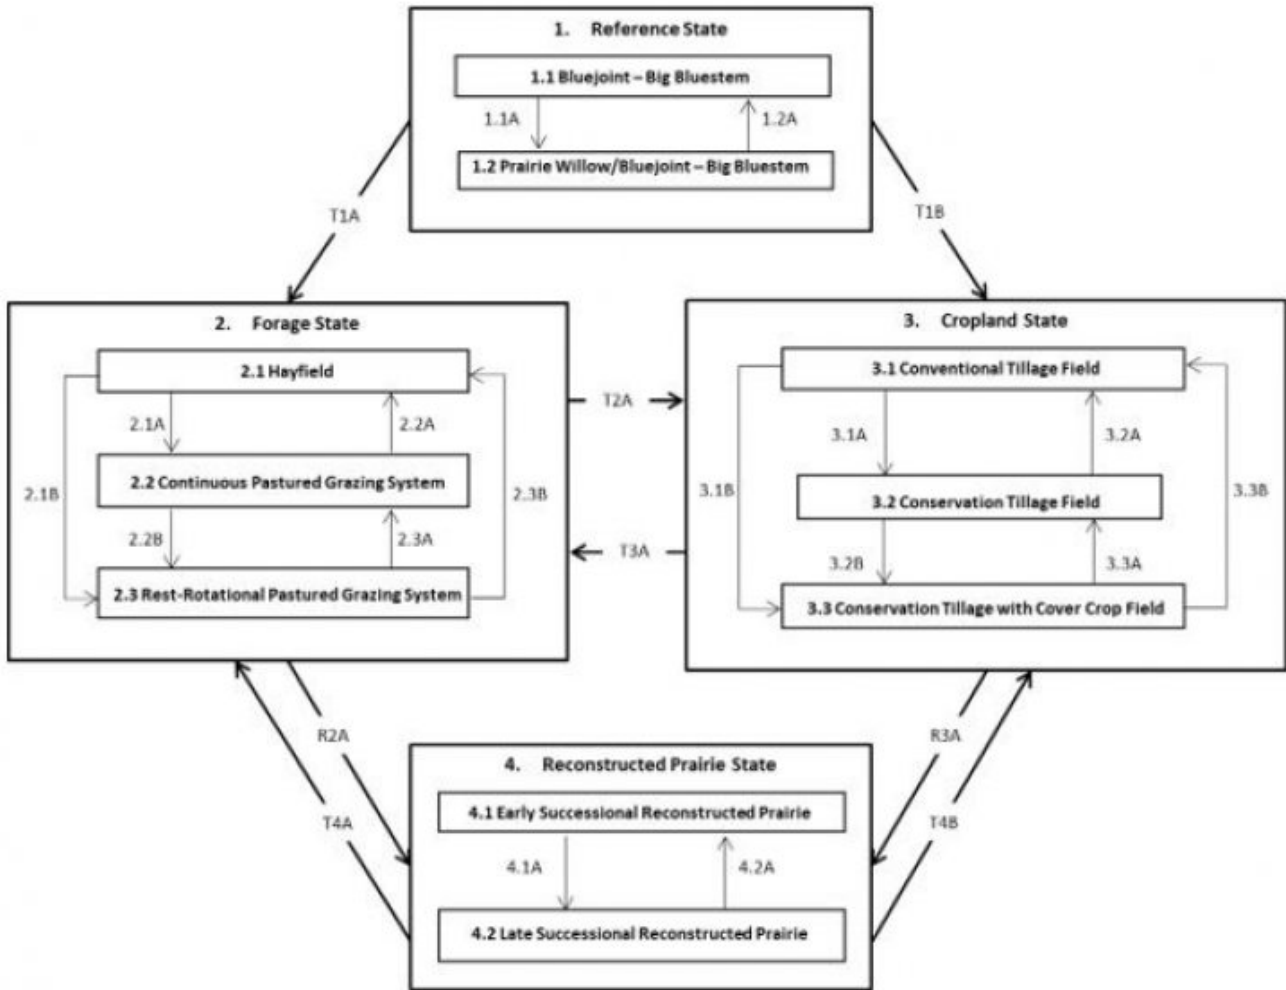 1. Reference State
1.1 Bluejoint – Big Bluestem
1.1A
1.2A
1.2 Prairie Willow/Bluejoint – Big Bluestem
T1A
T1B
2. Forage State
2.1 Hayfield
2.1A
2.2A
2.2 Continuous Pastured Grazing System
2.1B
2.3B
2.2B
2.3A
2.3 Rest-Rotational Pastured Grazing System
T2A
T3A
3. Cropland State
3.1 Conventional Tillage Field
3.1A
3.2A
3.1B
3.3B
3.2 Conservation Tillage Field
3.2B
3.3A
3.3 Conservation Tillage with Cover Crop Field
R2A
T4A
R3A
T4B
4. Reconstructed Prairie State
4.1 Early Successional Reconstructed Prairie
4.1A
4.2A
4.2 Late Successional Reconstructed Prairie